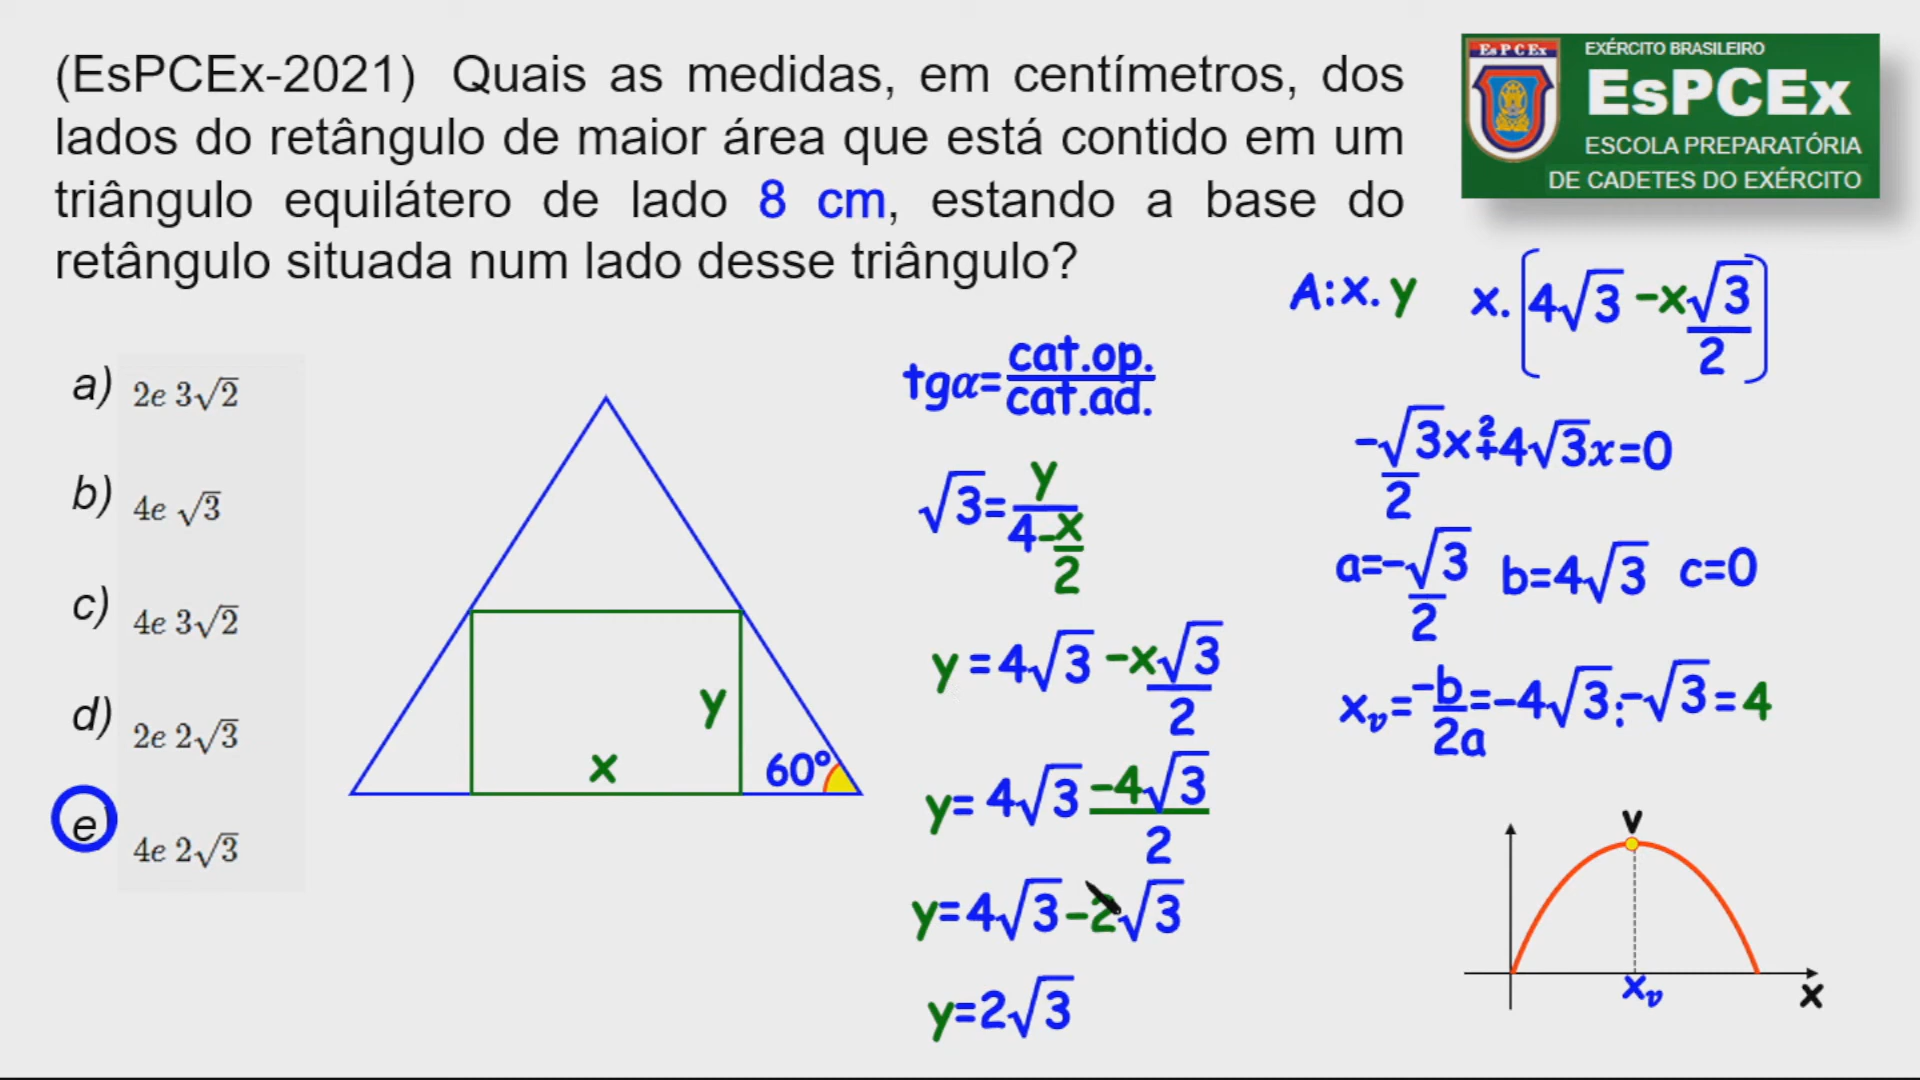 (EsPCEx-2021) Quais as medidas, em centímetros, dos
lados do retângulo de maior área que está contido em um
triângulo equilátero de lado 8 cm, estando a base do
retângulo situada num lado desse triângulo?
EsPCEx
EXÉRCITO BRASILEIRO
EsPCEx
ESCOLA PREPARATÓRIA
DE CADETES DO EXÉRCITO
a) 2e 3√2
b) 4e √3
c) 4e 3√2
d) 2e 2√3
e) 4e 2√3
y
x
60°
tgα=cat.op./cat.ad.
√3=y/(4-x/2)
y=4√3-x√3/2
y=4√3-4√3/2
y=4√3-2√3
y=2√3
A:x.y x.[4√3-x√3/2]
-√3/2x²+4√3x=0
a=-√3/2 b=4√3 c=0
xᵥ=-b/2a=-4√3:-√3=4
V
xᵥ
x